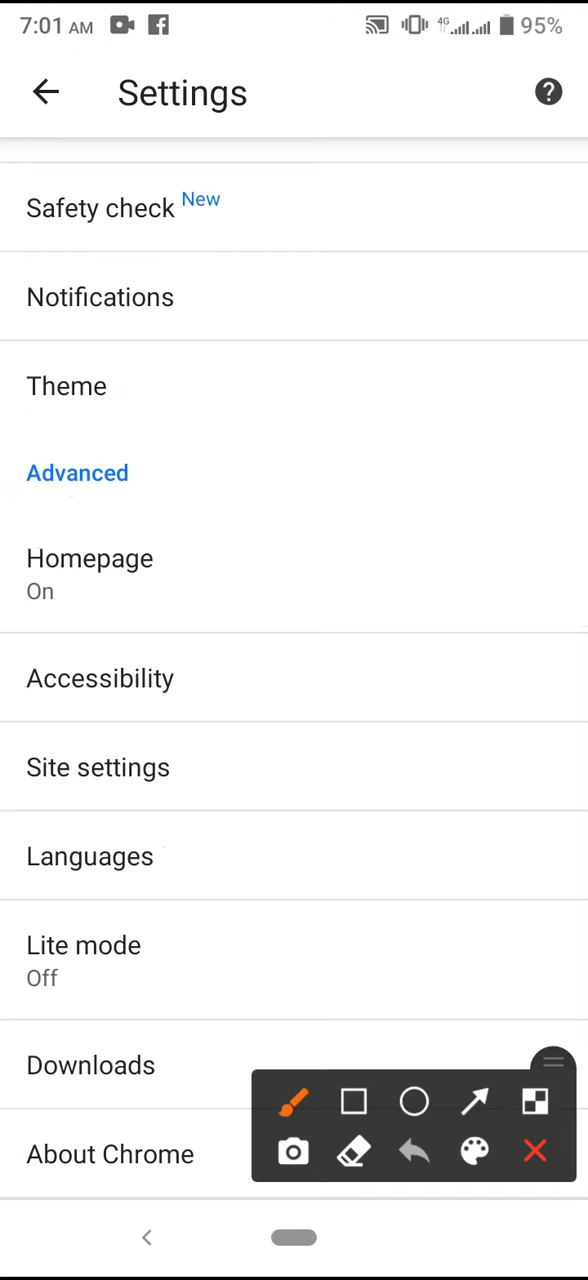 7:01 AM 4G 95%
Settings
Safety check New
Notifications
Theme
Advanced
Homepage
On
Accessibility
Site settings
Languages
Lite mode
Off
Downloads
About Chrome